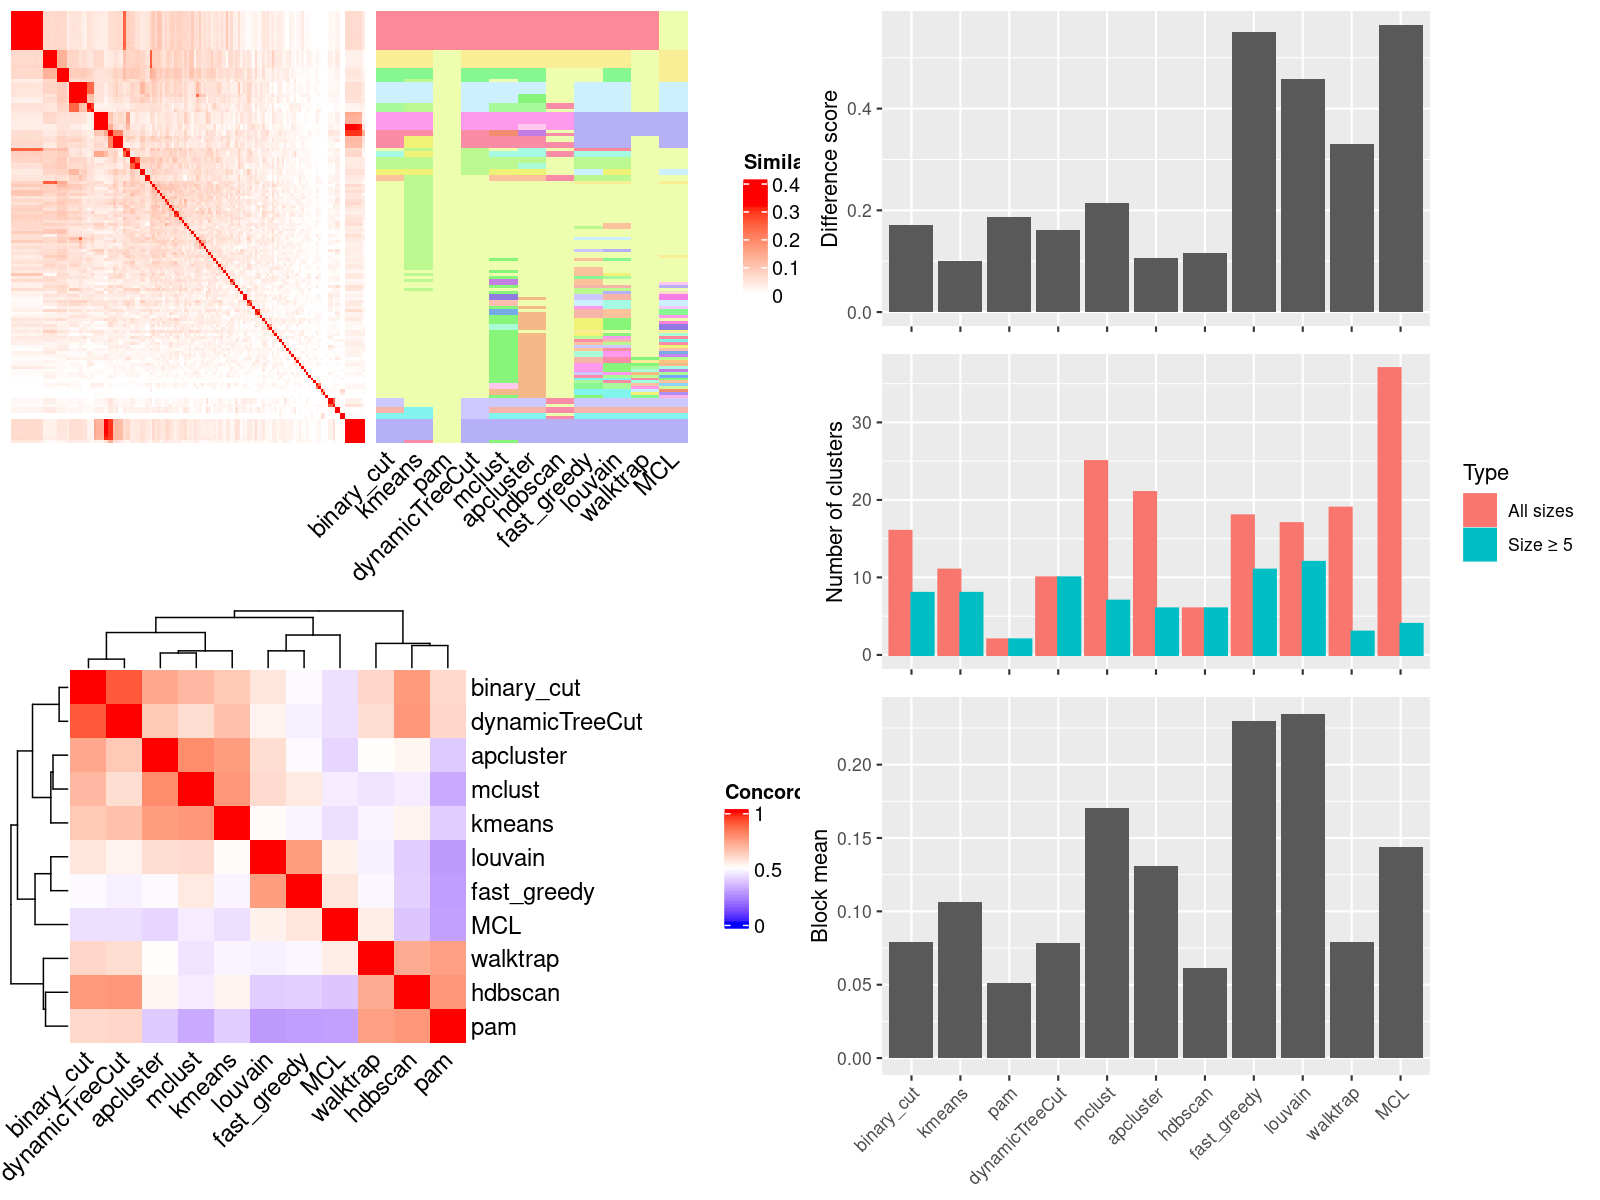 Simila
0.4
0.3
0.2
0.1
0
binary_cut
kmeans
pam
dynamicTreeCut
mclust
apcluster
hdbscan
fast_greedy
louvain
walktrap
MCL
binary_cut
dynamicTreeCut
apcluster
mclust
kmeans
louvain
fast_greedy
MCL
walktrap
hdbscan
pam
binary_cut
dynamicTreeCut
apcluster
mclust
kmeans
louvain
fast_greedy
MCL
walktrap
hdbscan
pam
Concord
1
0.5
0
Difference score
0.4
0.2
0.0
Number of clusters
30
20
10
0
Type
All sizes
Size ≥ 5
Block mean
0.20
0.15
0.10
0.05
0.00
binary_cut
kmeans
pam
dynamicTreeCut
mclust
apcluster
hdbscan
fast_greedy
louvain
walktrap
MCL